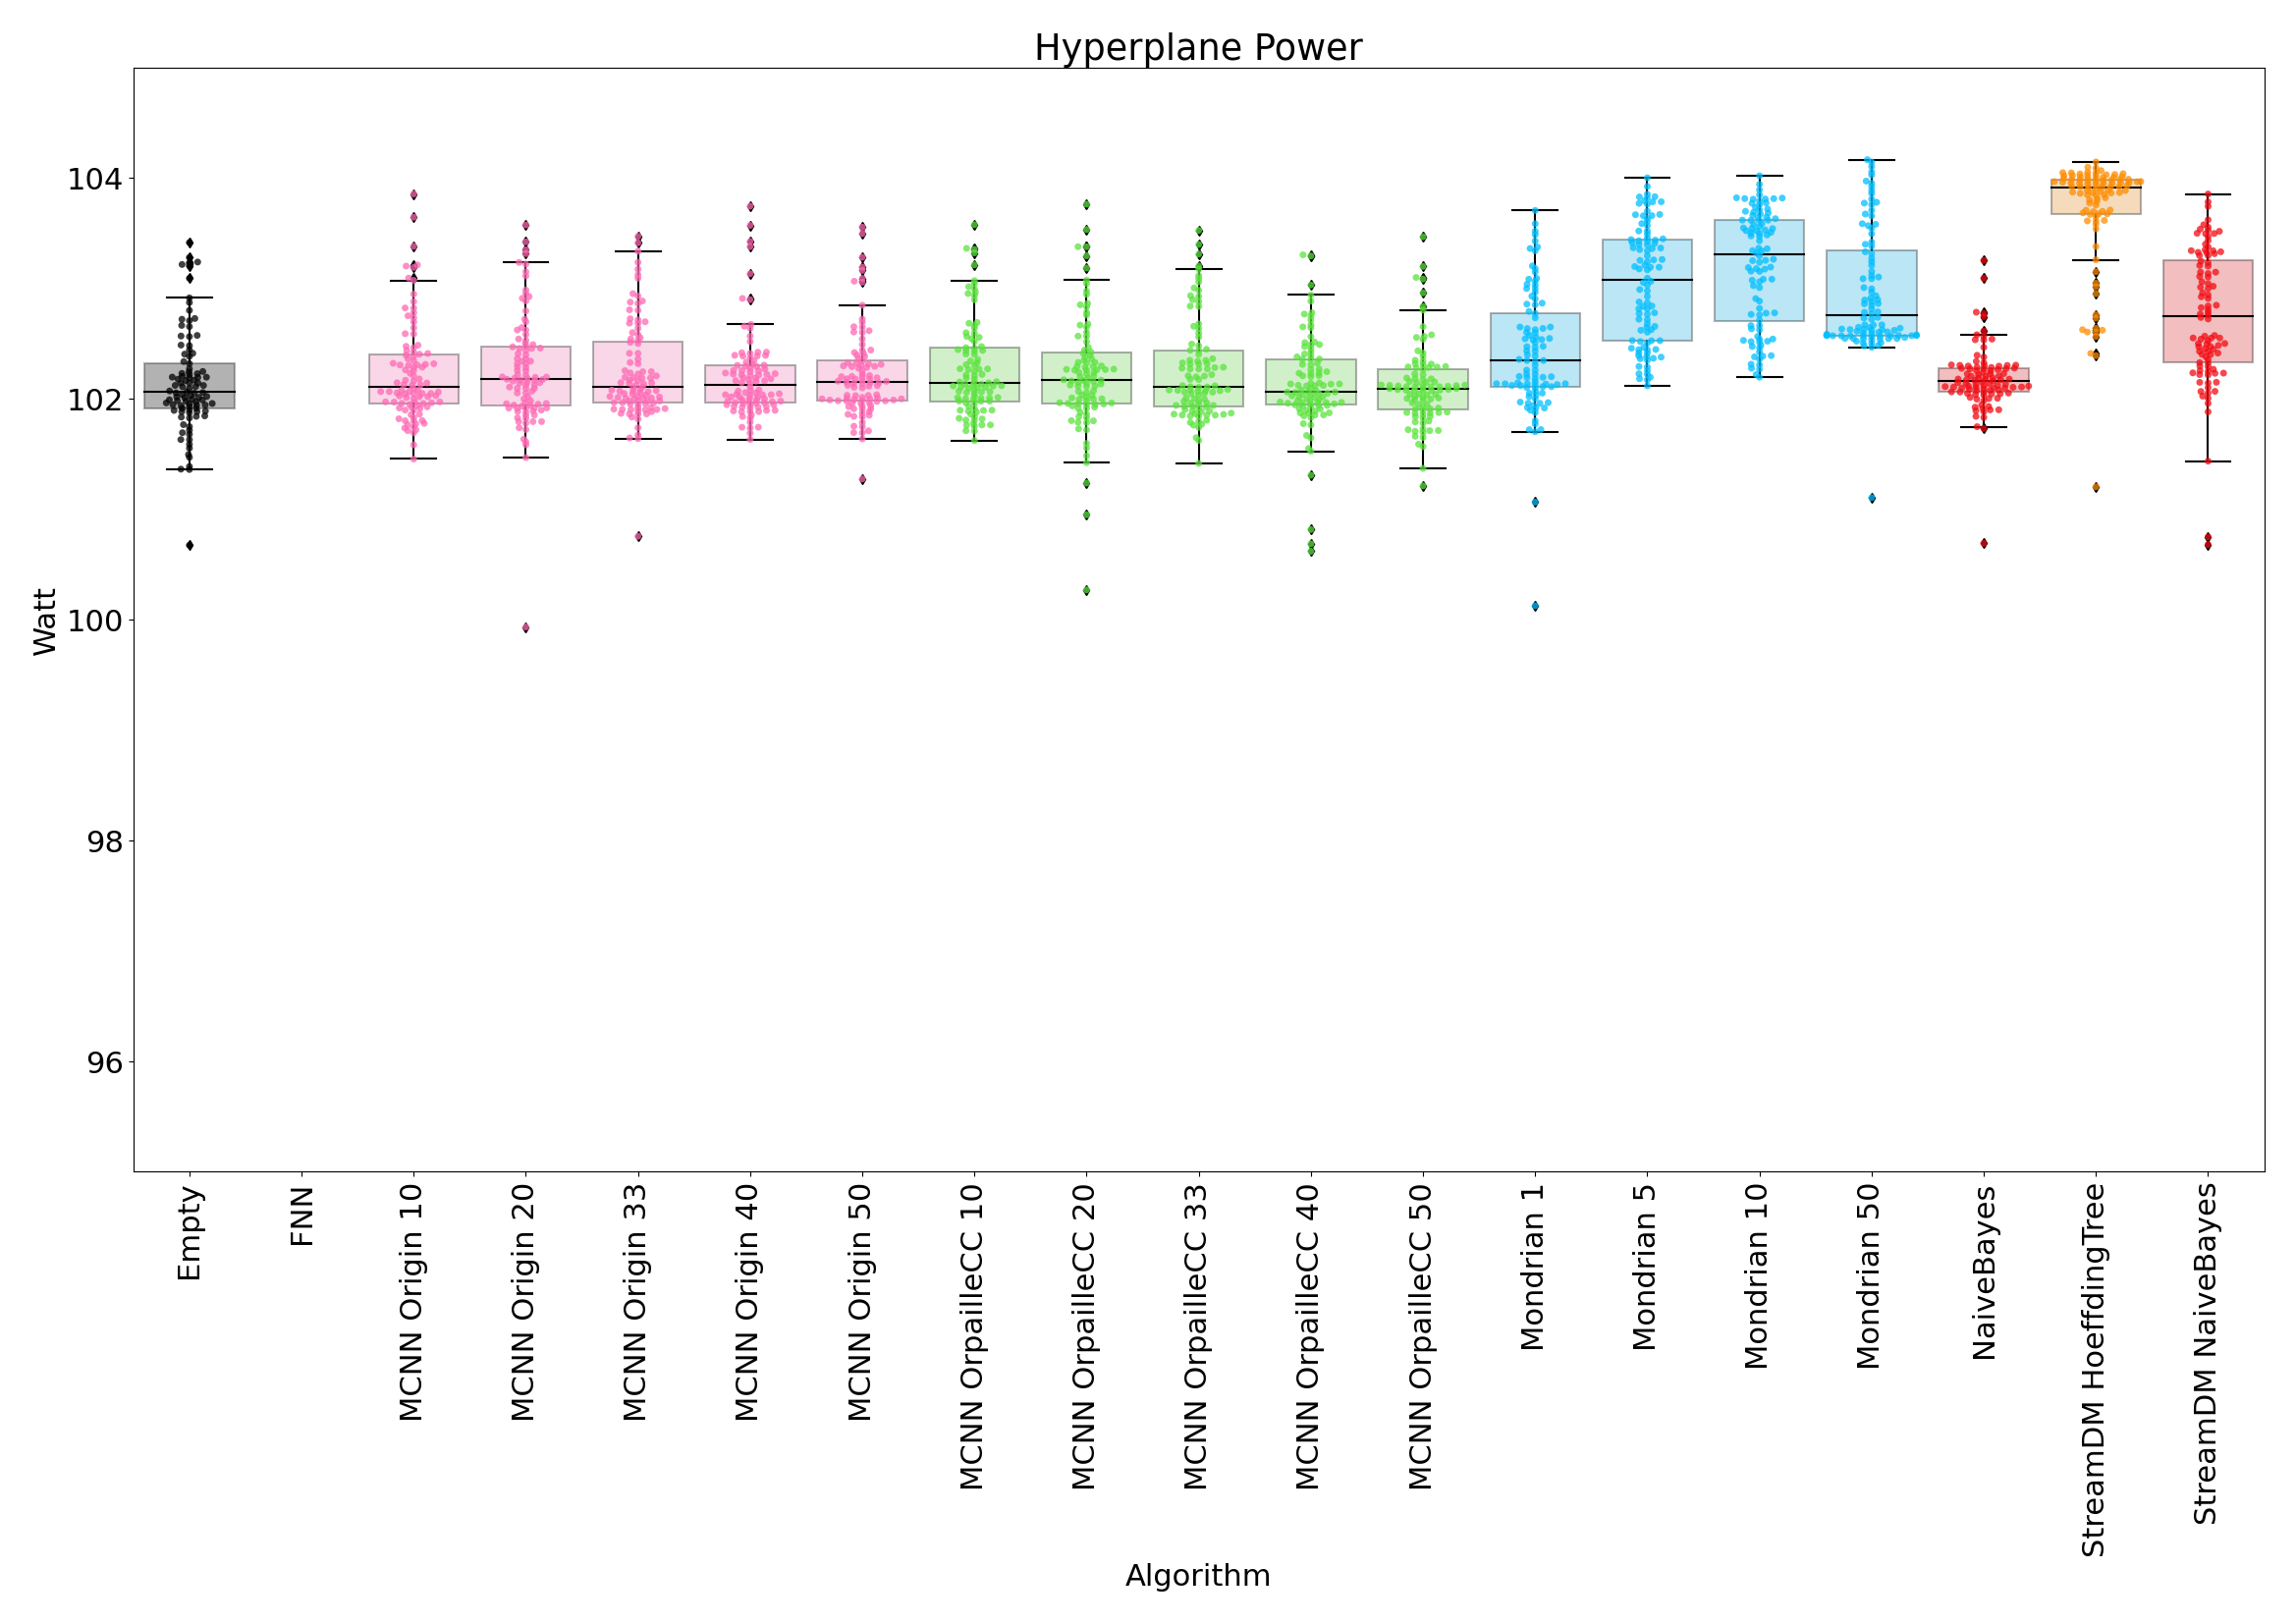 Hyperplane Power
Watt
104
102
100
98
96
Empty
FNN
MCNN Origin 10
MCNN Origin 20
MCNN Origin 33
MCNN Origin 40
MCNN Origin 50
MCNN OrpailleCC 10
MCNN OrpailleCC 20
MCNN OrpailleCC 33
MCNN OrpailleCC 40
MCNN OrpailleCC 50
Mondrian 1
Mondrian 5
Mondrian 10
Mondrian 50
NaiveBayes
StreamDM HoeffdingTree
StreamDM NaiveBayes
Algorithm